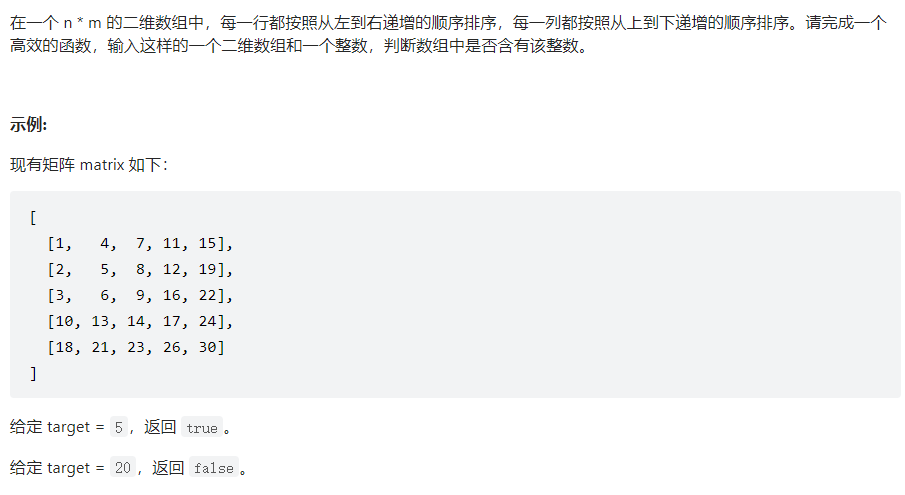 在一个 n * m 的二维数组中，每一行都按照从左到右递增的顺序排序，每一列都按照从上到下递增的顺序排序。请完成一个
高效的函数，输入这样的一个二维数组和一个整数，判断数组中是否含有该整数。
示例:
现有矩阵 matrix 如下：
[
  [1,   4,  7, 11, 15],
  [2,   5,  8, 12, 19],
  [3,   6,  9, 16, 22],
  [10, 13, 14, 17, 24],
  [18, 21, 23, 26, 30]
]
给定 target = 5，返回 true。
给定 target = 20，返回 false。